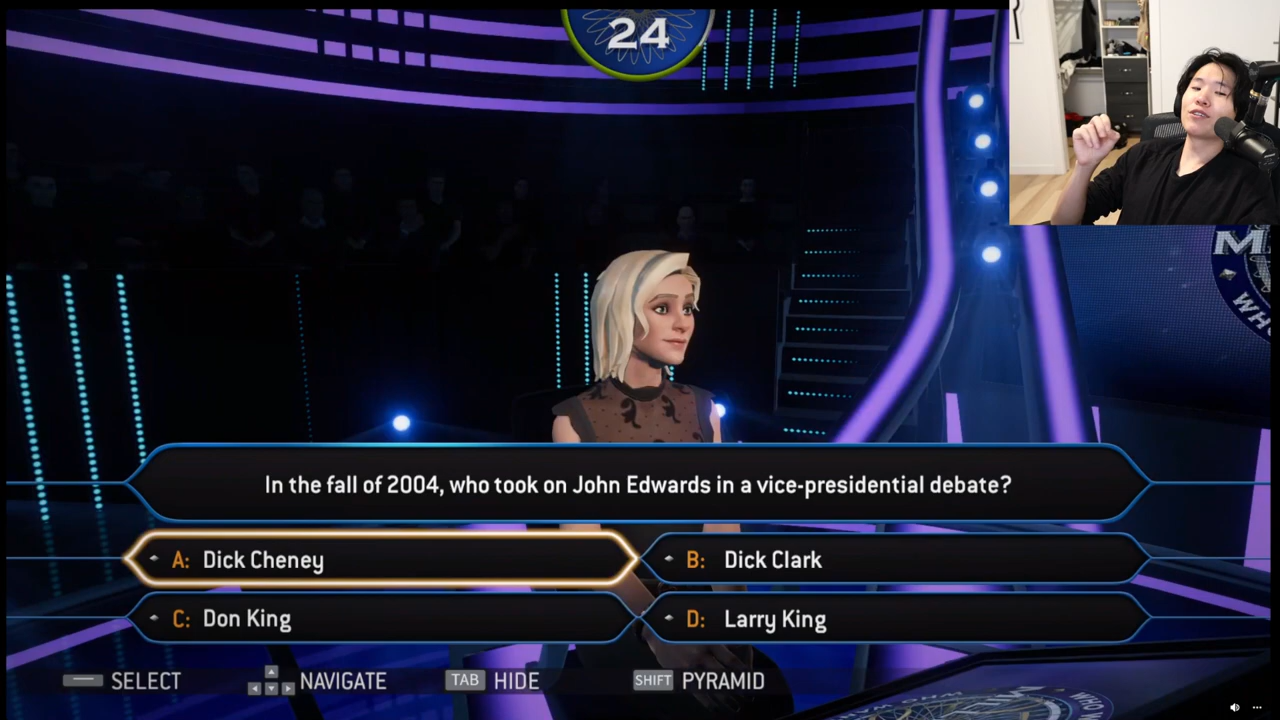 24
In the fall of 2004, who took on John Edwards in a vice-presidential debate?
A: Dick Cheney
B: Dick Clark
C: Don King
D: Larry King
SELECT
NAVIGATE
TAB HIDE
SHIFT PYRAMID